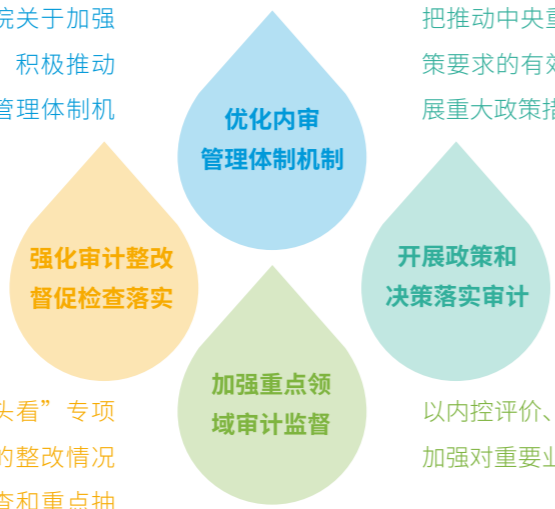 院关于加强
积极推动
管理体制机
把推动中央重
策要求的有效
展重大政策措
优化内审
管理体制机制
强化审计整改
督促检查落实
开展政策和
决策落实审计
加强重点领
域审计监督
头看”专项
的整改情况
查和重点抽
以内控评价、
加强对重要业